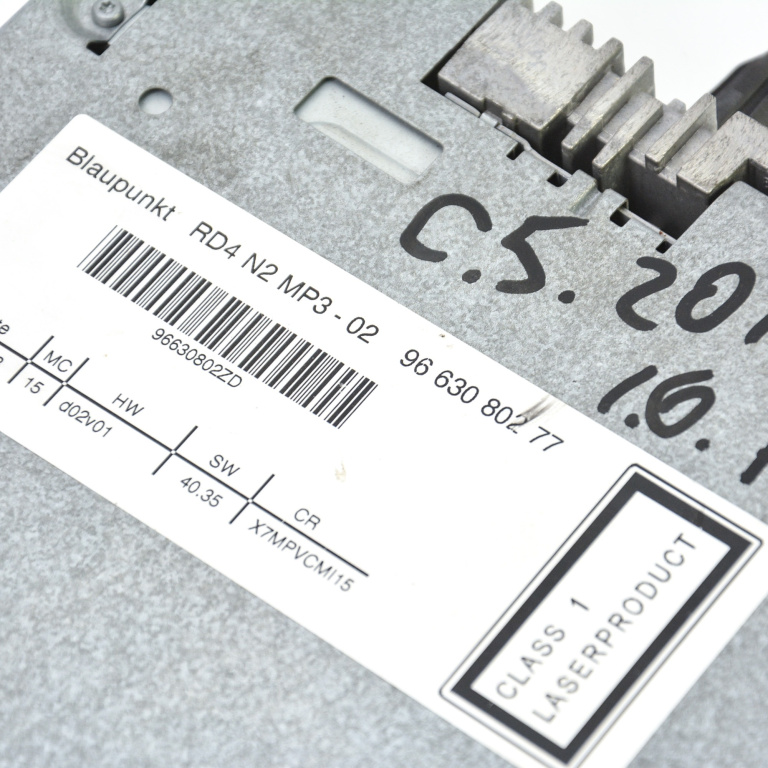 Blaupunkt RD4 N2 MP3 - 02 96 630 802 77
96630802ZD
MC HW SW CR
15 d02v01 40.35 X7MPVCMI15
CLASS 1
LASERPRODUCT
C.5.
1.6.